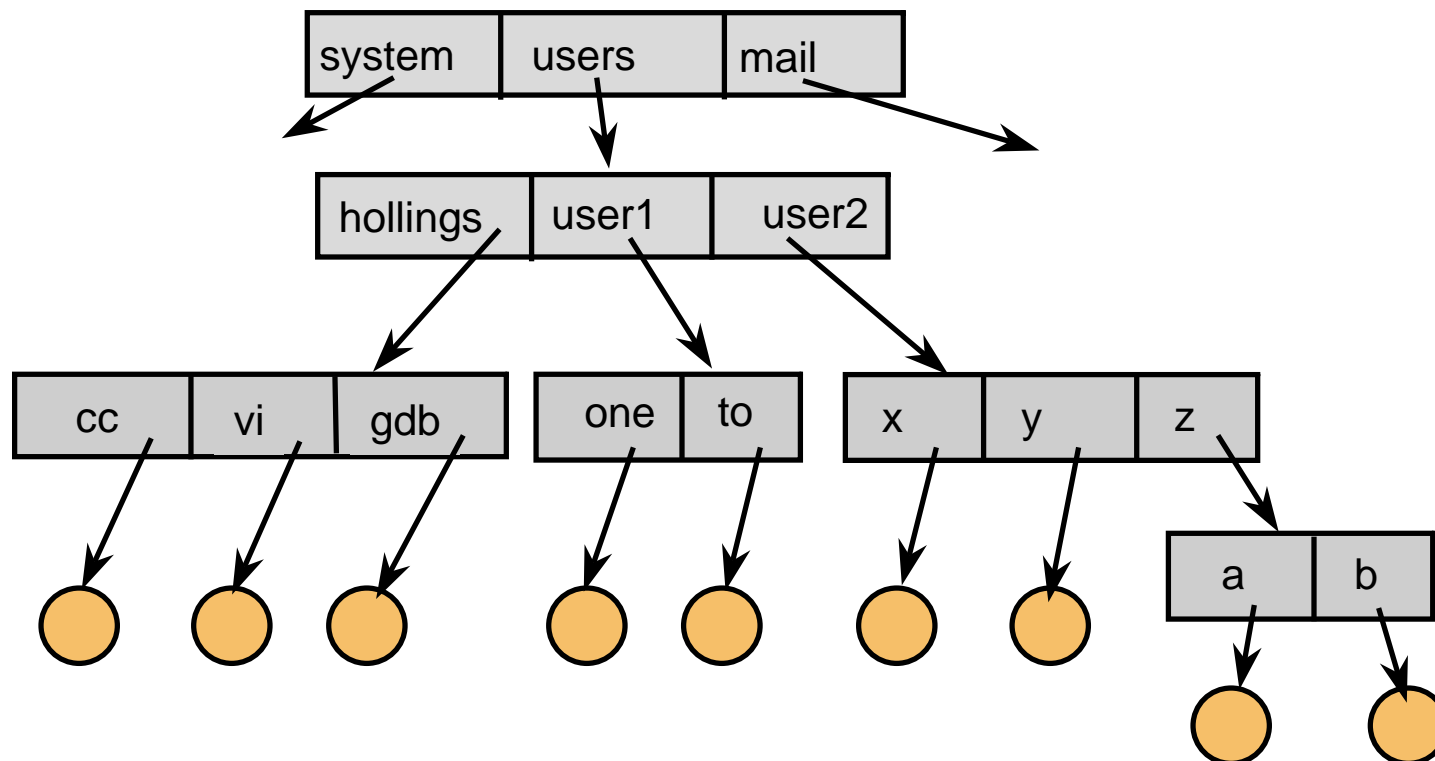 system users mail
hollings user1 user2
cc vi gdb one to x y z
a b